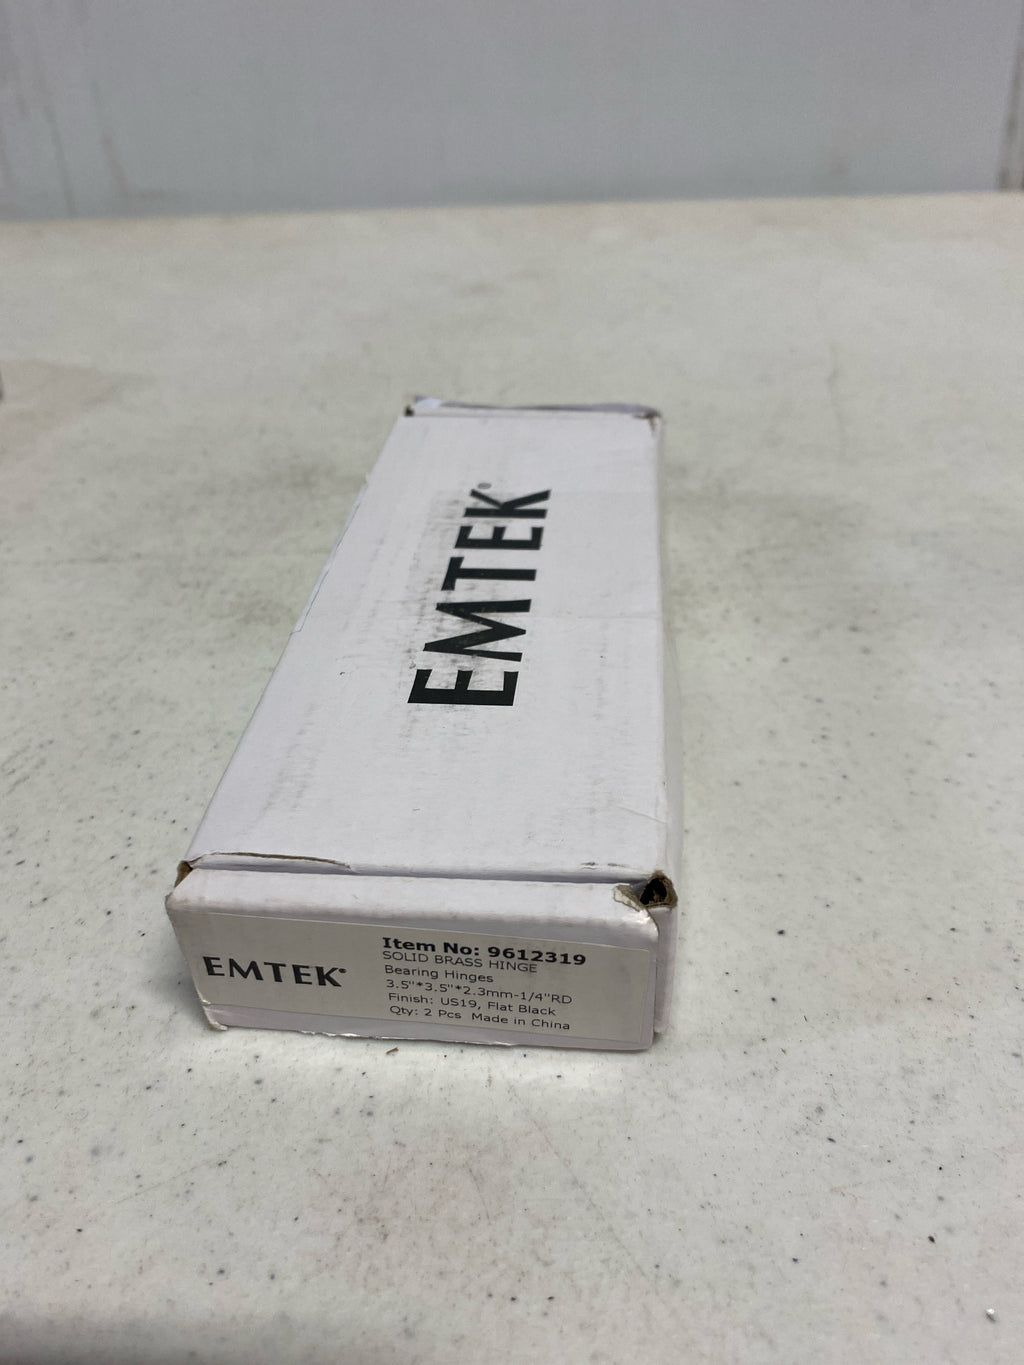 EMTEK®
EMTEK®
Item No: 9612319
SOLID BRASS HINGE
Bearing Hinges
3.5"*3.5"*2.3mm-1/4"RD
Finish: US19, Flat Black
Qty: 2 Pcs Made in China